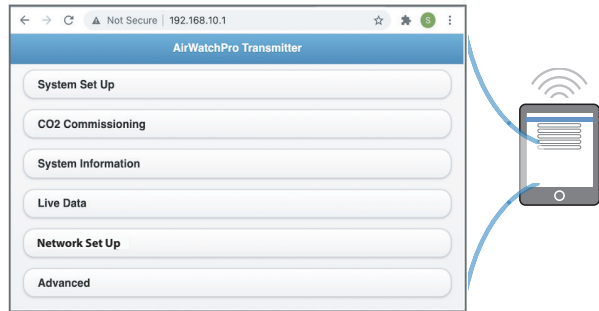 Not Secure | 192.168.10.1
S
AirWatchPro Transmitter
System Set Up
CO2 Commissioning
System Information
Live Data
Network Set Up
Advanced